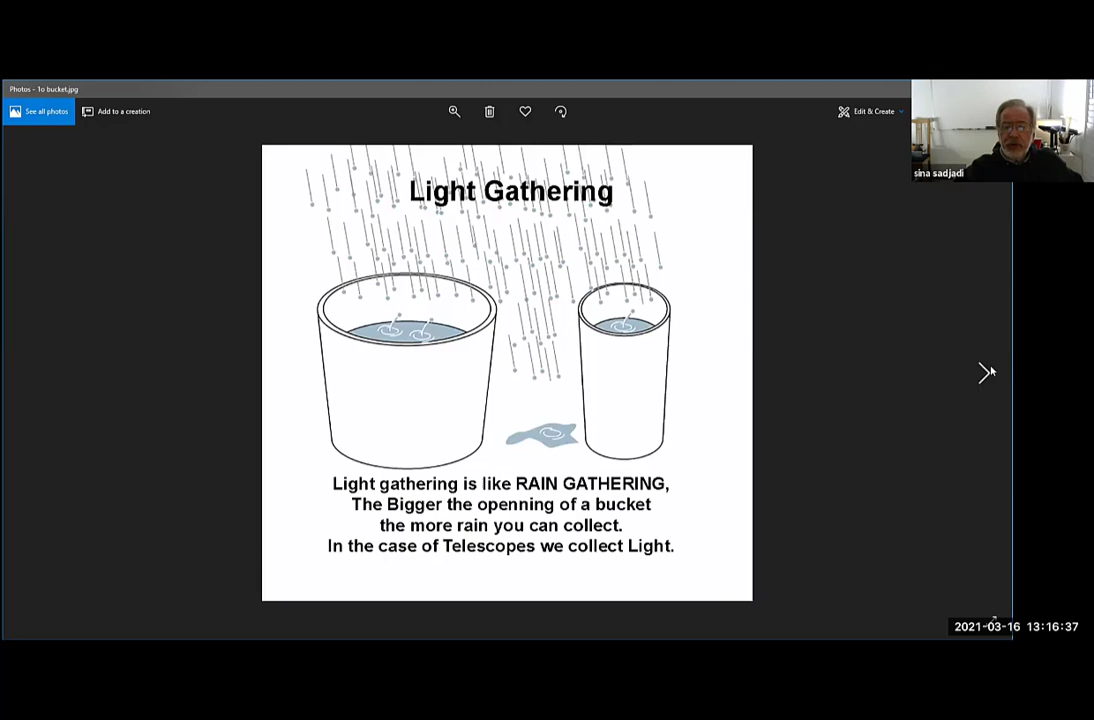 Photos - 1o bucket.jpg
See all photos
Add to a creation
Edit & Create
sina sadjadi
Light Gathering
Light gathering is like RAIN GATHERING,
The Bigger the openning of a bucket
the more rain you can collect.
In the case of Telescopes we collect Light.
2021-03-16 13:16:37